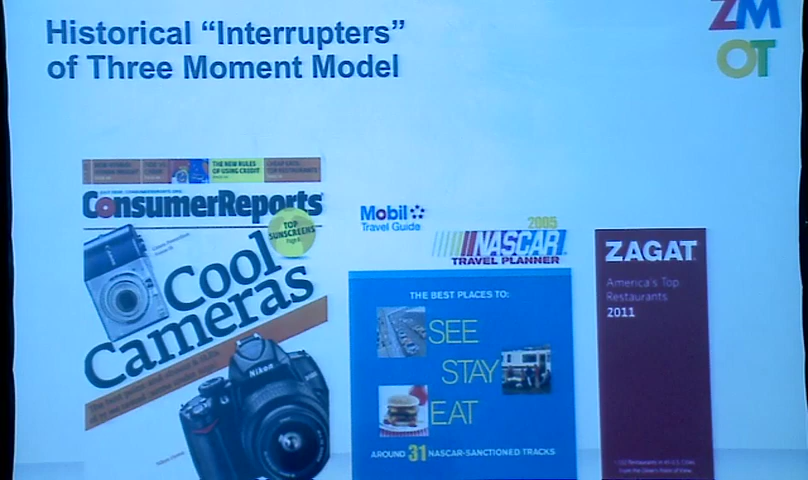 Historical “Interrupters”
of Three Moment Model
ZM
OT
THE NEW RULES
OF USING CREDIT
ConsumerReports
TOP
SUNSCREENS
Cool
Cameras
Nikon
Mobil
Travel Guide
2005
NASCAR
TRAVEL PLANNER
THE BEST PLACES TO:
SEE
STAY
EAT
AROUND 31 NASCAR-SANCTIONED TRACKS
ZAGAT
America's Top
Restaurants
2011